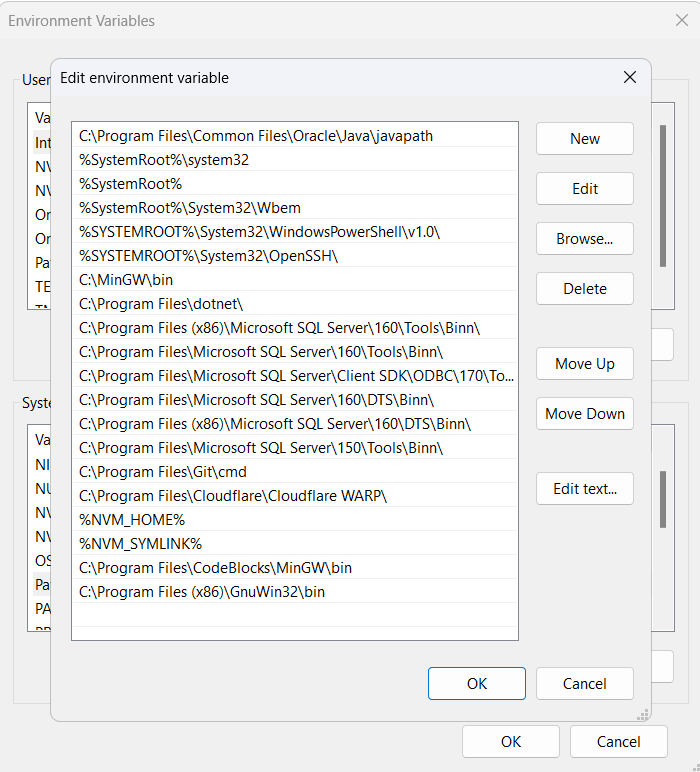 Environment Variables
User
Edit environment variable
Va
Int
NV
NV
Or
Or
Pa
TE
C:\Program Files\Common Files\Oracle\Java\javapath
%SystemRoot%\system32
%SystemRoot%
%SystemRoot%\System32\Wbem
%SYSTEMROOT%\System32\WindowsPowerShell\v1.0\
%SYSTEMROOT%\System32\OpenSSH\
C:\MinGW\bin
C:\Program Files\dotnet\
C:\Program Files (x86)\Microsoft SQL Server\160\Tools\Binn\
C:\Program Files\Microsoft SQL Server\160\Tools\Binn\
C:\Program Files\Microsoft SQL Server\Client SDK\ODBC\170\To...
C:\Program Files\Microsoft SQL Server\160\DTS\Binn\
C:\Program Files (x86)\Microsoft SQL Server\160\DTS\Binn\
C:\Program Files\Microsoft SQL Server\150\Tools\Binn\
C:\Program Files\Git\cmd
C:\Program Files\Cloudflare\Cloudflare WARP\
%NVM_HOME%
%NVM_SYMLINK%
C:\Program Files\CodeBlocks\MinGW\bin
C:\Program Files (x86)\GnuWin32\bin
New
Edit
Browse...
Delete
Move Up
Move Down
Edit text...
Syste
Va
NI
NU
NV
NV
OS
Pa
PA
OK
Cancel
OK
Cancel